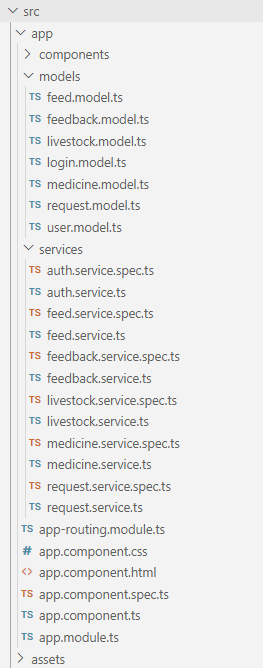 src
app
components
models
TS feed.model.ts
TS feedback.model.ts
TS livestock.model.ts
TS login.model.ts
TS medicine.model.ts
TS request.model.ts
TS user.model.ts
services
TS auth.service.spec.ts
TS auth.service.ts
TS feed.service.spec.ts
TS feed.service.ts
TS feedback.service.spec.ts
TS feedback.service.ts
TS livestock.service.spec.ts
TS livestock.service.ts
TS medicine.service.spec.ts
TS medicine.service.ts
TS request.service.spec.ts
TS request.service.ts
TS app-routing.module.ts
# app.component.css
<> app.component.html
TS app.component.spec.ts
TS app.component.ts
TS app.module.ts
assets